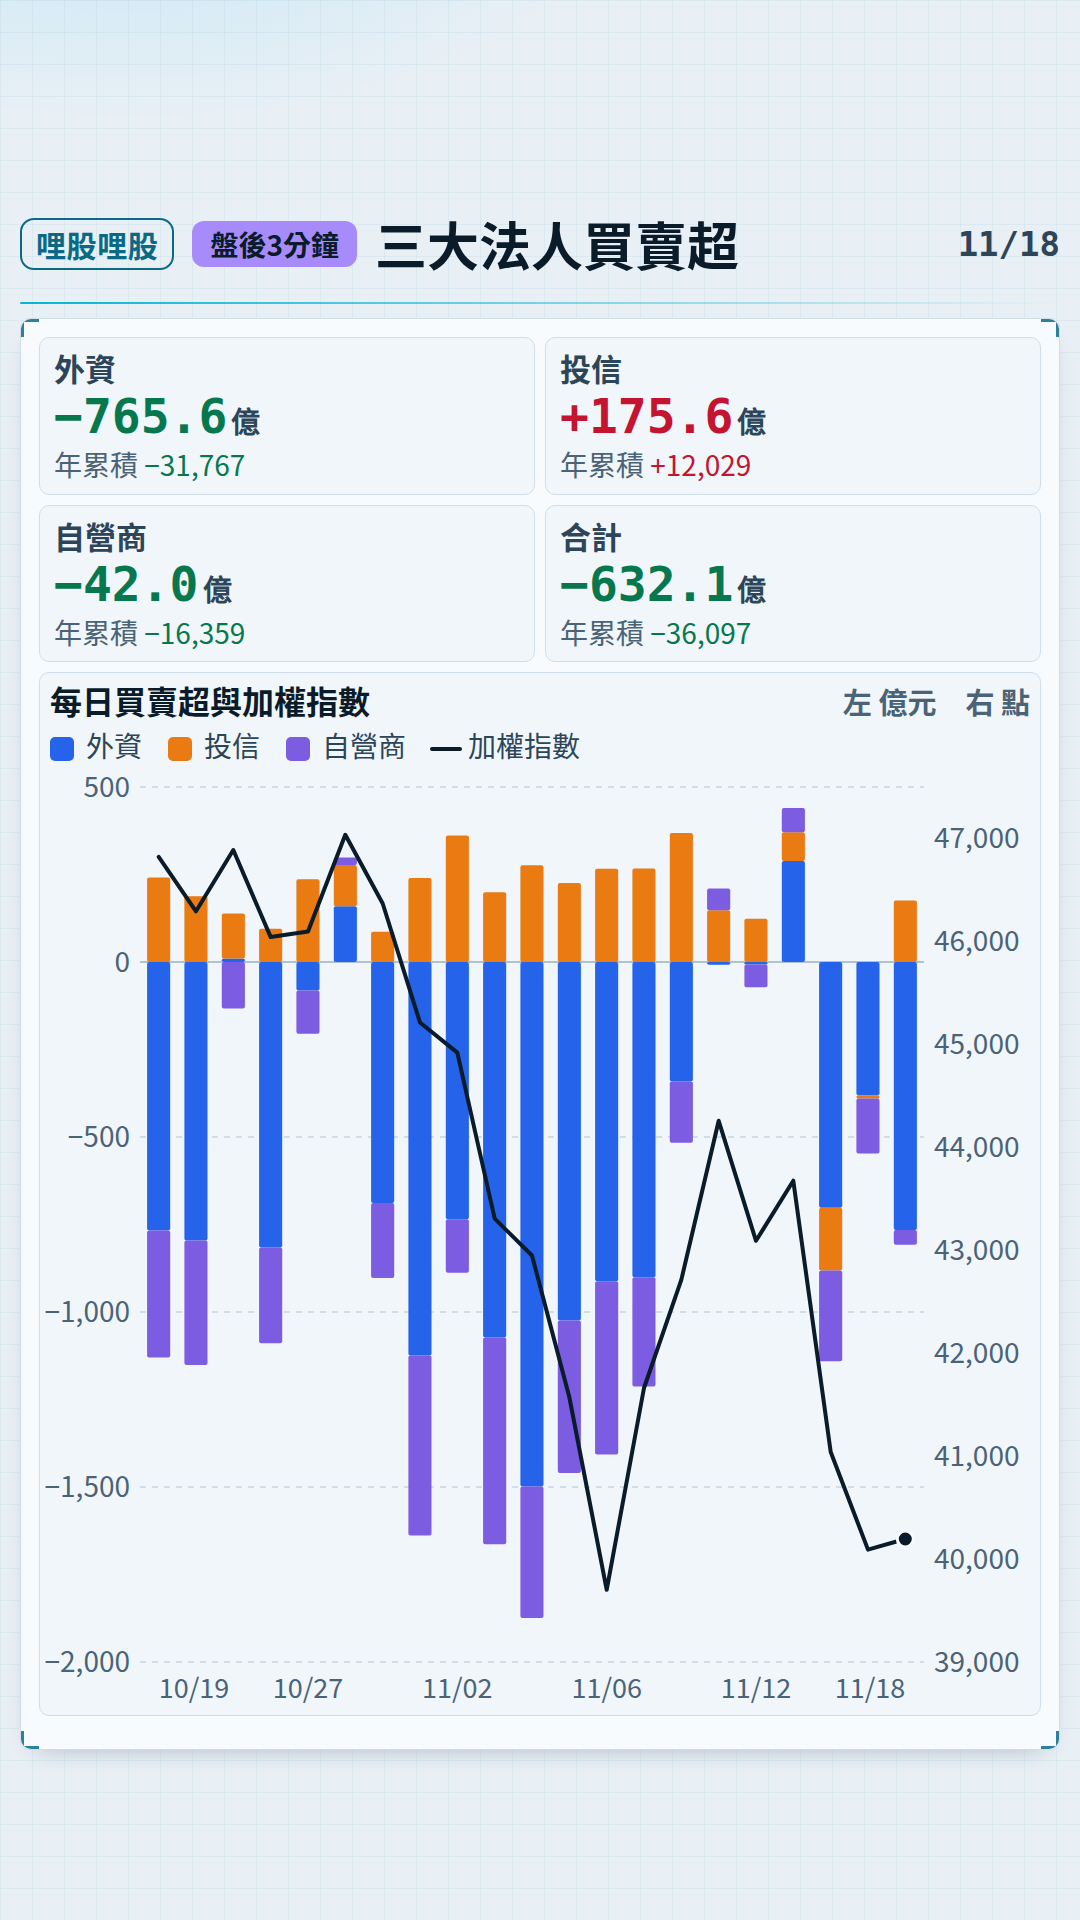 哩股哩股 盤後3分鐘 三大法人買賣超 11/18
外資
−765.6億
年累積 −31,767
投信
+175.6億
年累積 +12,029
自營商
−42.0億
年累積 −16,359
合計
−632.1億
年累積 −36,097
每日買賣超與加權指數 左 億元 右 點
外資 投信 自營商 加權指數
500
0
−500
−1,000
−1,500
−2,000
47,000
46,000
45,000
44,000
43,000
42,000
41,000
40,000
39,000
10/19 10/27 11/02 11/06 11/12 11/18